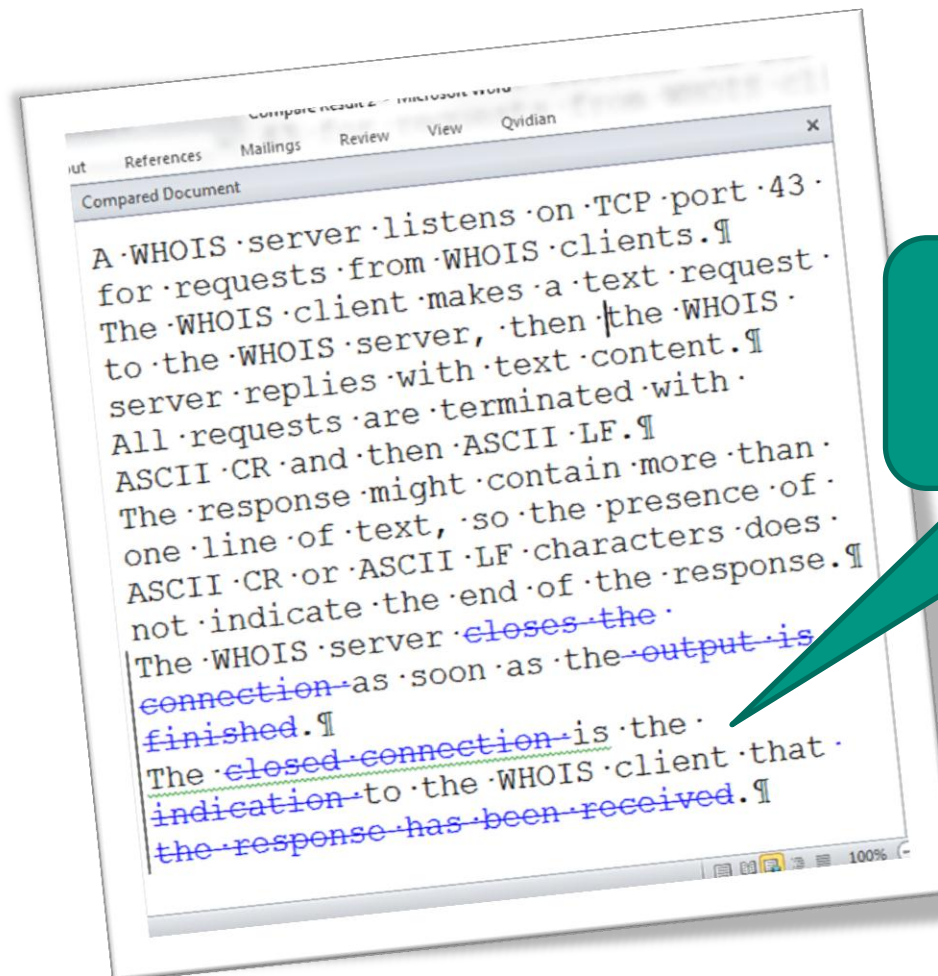 Compare Result 2 - Microsoft Word
out References Mailings Review View Qvidian
Compared Document
A WHOIS server listens on TCP port 43
for requests from WHOIS clients.¶
The WHOIS client makes a text request
to the WHOIS server, then the WHOIS
server replies with text content.¶
All requests are terminated with
ASCII CR and then ASCII LF.¶
The response might contain more than
one line of text, so the presence of
ASCII CR or ASCII LF characters does
not indicate the end of the response.¶
The WHOIS server closes the
connection as soon as the output is
finished.¶
The closed connection is the
indication to the WHOIS client that
the response has been received.¶
100%